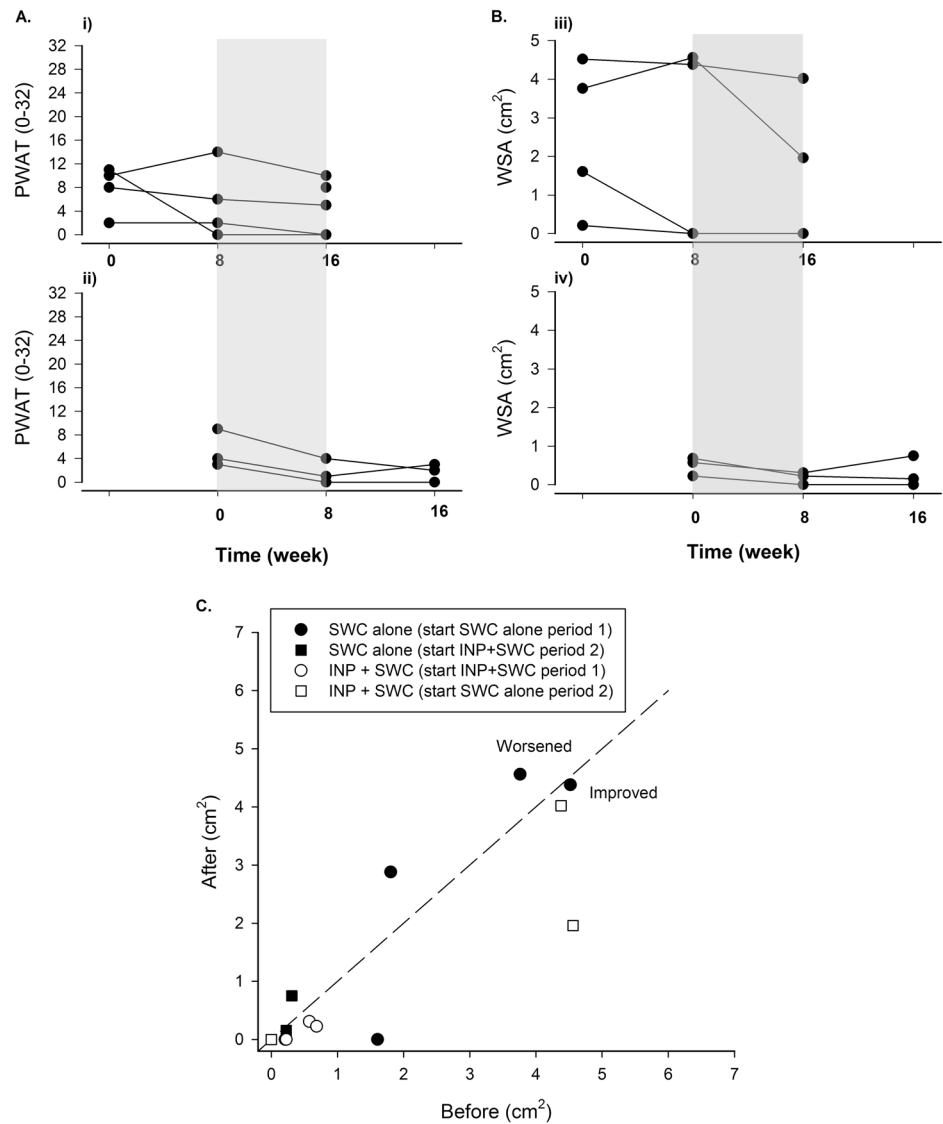 A.
B.
i)
PWAT (0-32)
32
28
24
20
16
12
8
4
0
0
8
16
iii)
WSA (cm²)
5
4
3
2
1
0
0
8
16
ii)
PWAT (0-32)
32
28
24
20
16
12
8
4
0
0
8
16
Time (week)
iv)
WSA (cm²)
5
4
3
2
1
0
0
8
16
Time (week)
C.
SWC alone (start SWC alone period 1)
SWC alone (start INP+SWC period 2)
INP + SWC (start INP+SWC period 1)
INP + SWC (start SWC alone period 2)
Worsened
Improved
After (cm²)
7
6
5
4
3
2
1
0
0 1 2 3 4 5 6 7
Before (cm²)